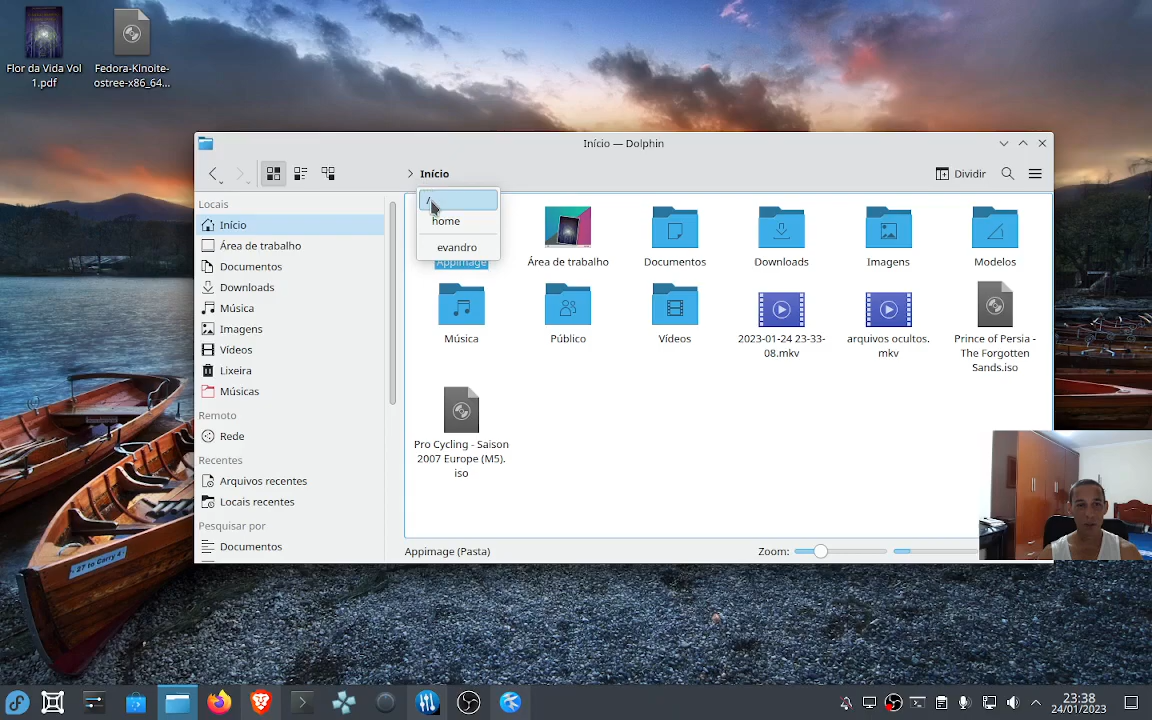 Flor da Vida Vol
1.pdf
Fedora-Kinoite-
ostree-x86_64...
Início — Dolphin
Início
Dividir
/
home
evandro
Locais
Início
Área de trabalho
Documentos
Downloads
Música
Imagens
Vídeos
Lixeira
Músicas
Remoto
Rede
Recentes
Arquivos recentes
Locais recentes
Pesquisar por
Documentos
Appimage
Área de trabalho
Documentos
Downloads
Imagens
Modelos
Música
Público
Vídeos
2023-01-24 23-33-
08.mkv
arquivos ocultos.
mkv
Prince of Persia -
The Forgotten
Sands.iso
Pro Cycling - Saison
2007 Europe (M5).
iso
Appimage (Pasta)
Zoom:
27 to Carry 4
23:38
24/01/2023